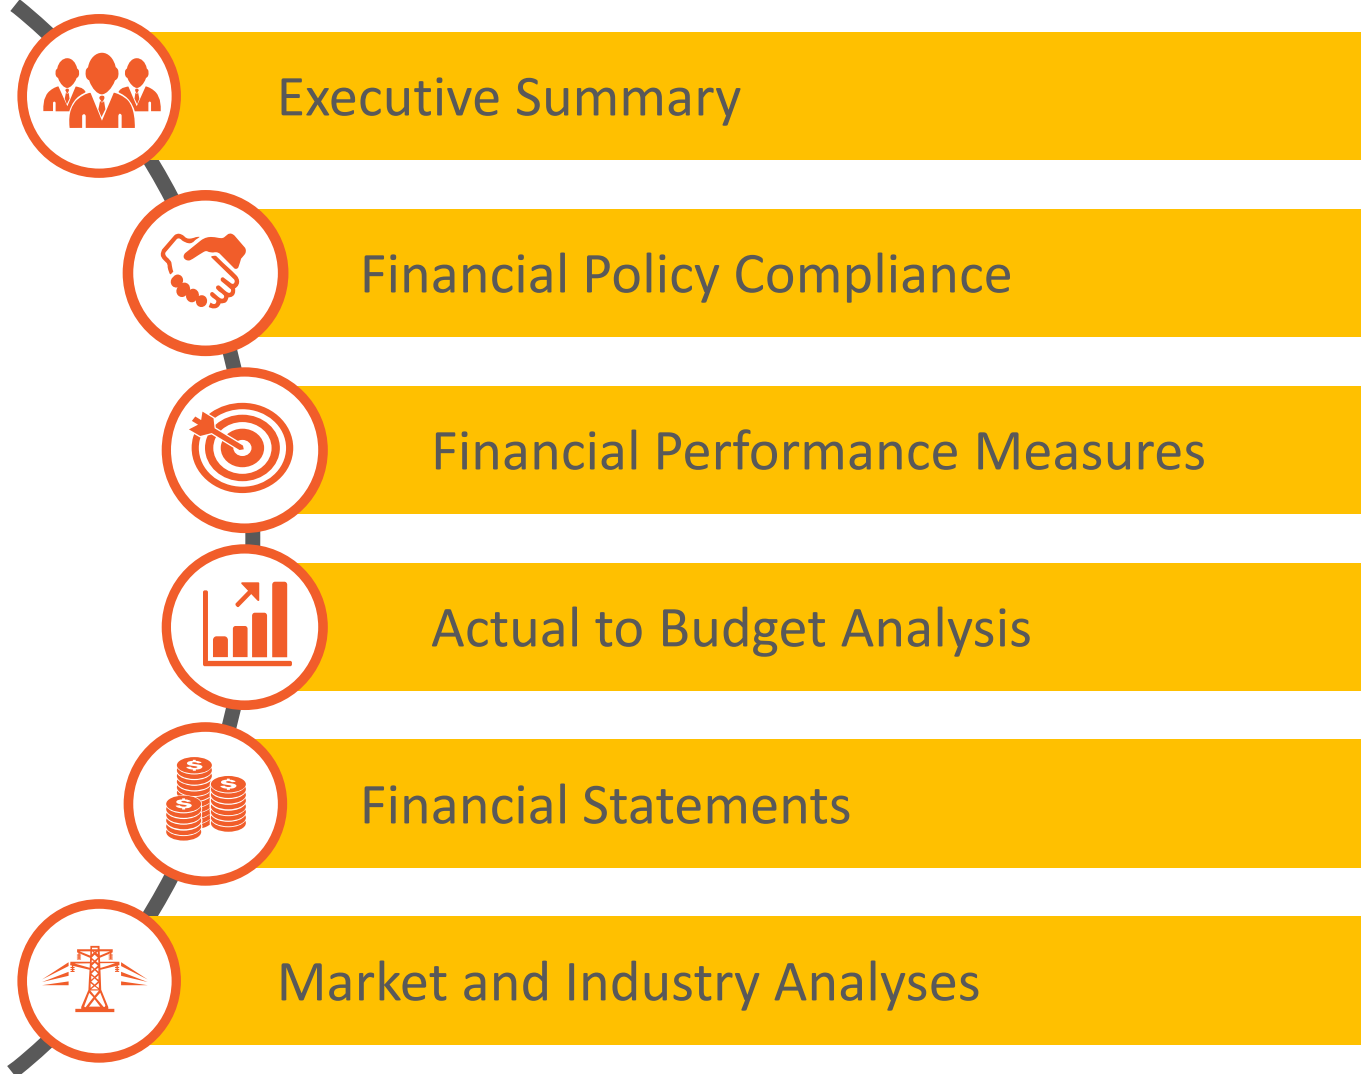 Executive Summary
Financial Policy Compliance
Financial Performance Measures
Actual to Budget Analysis
Financial Statements
Market and Industry Analyses